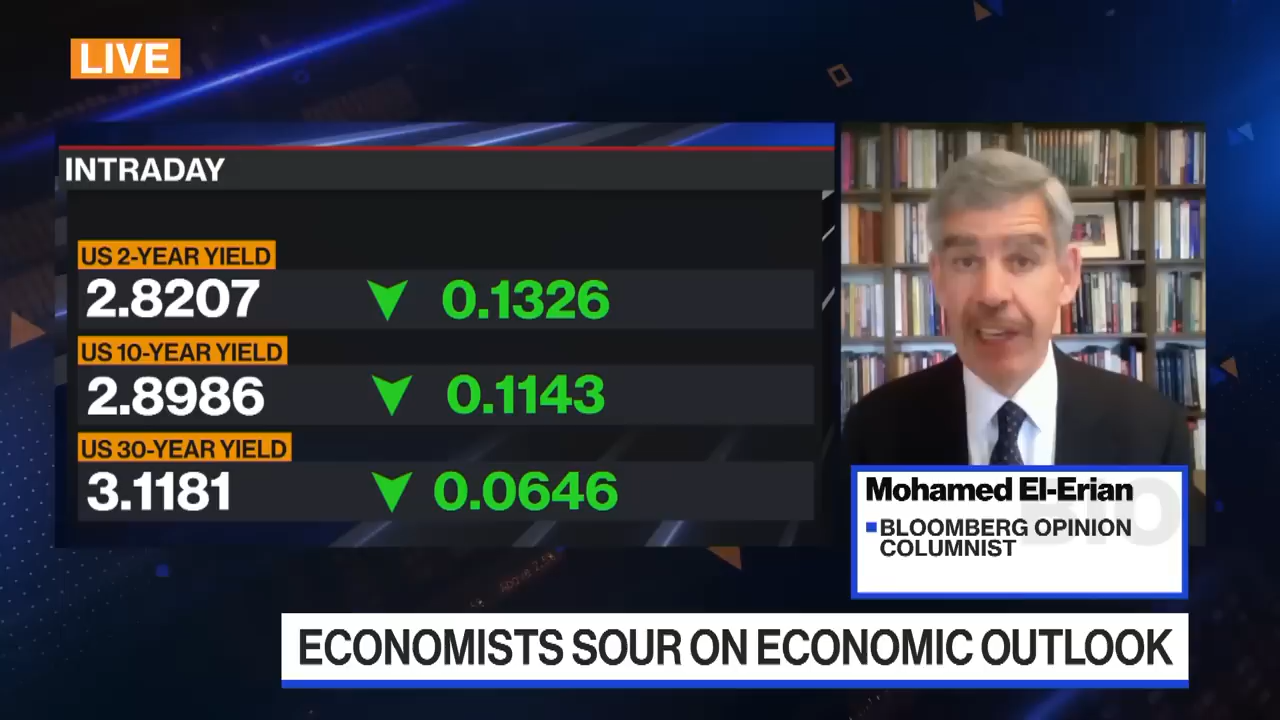 LIVE
INTRADAY
US 2-YEAR YIELD
2.8207 ▼ 0.1326
US 10-YEAR YIELD
2.8986 ▼ 0.1143
US 30-YEAR YIELD
3.1181 ▼ 0.0646
Mohamed El-Erian
BLOOMBERG OPINION
COLUMNIST
ECONOMISTS SOUR ON ECONOMIC OUTLOOK